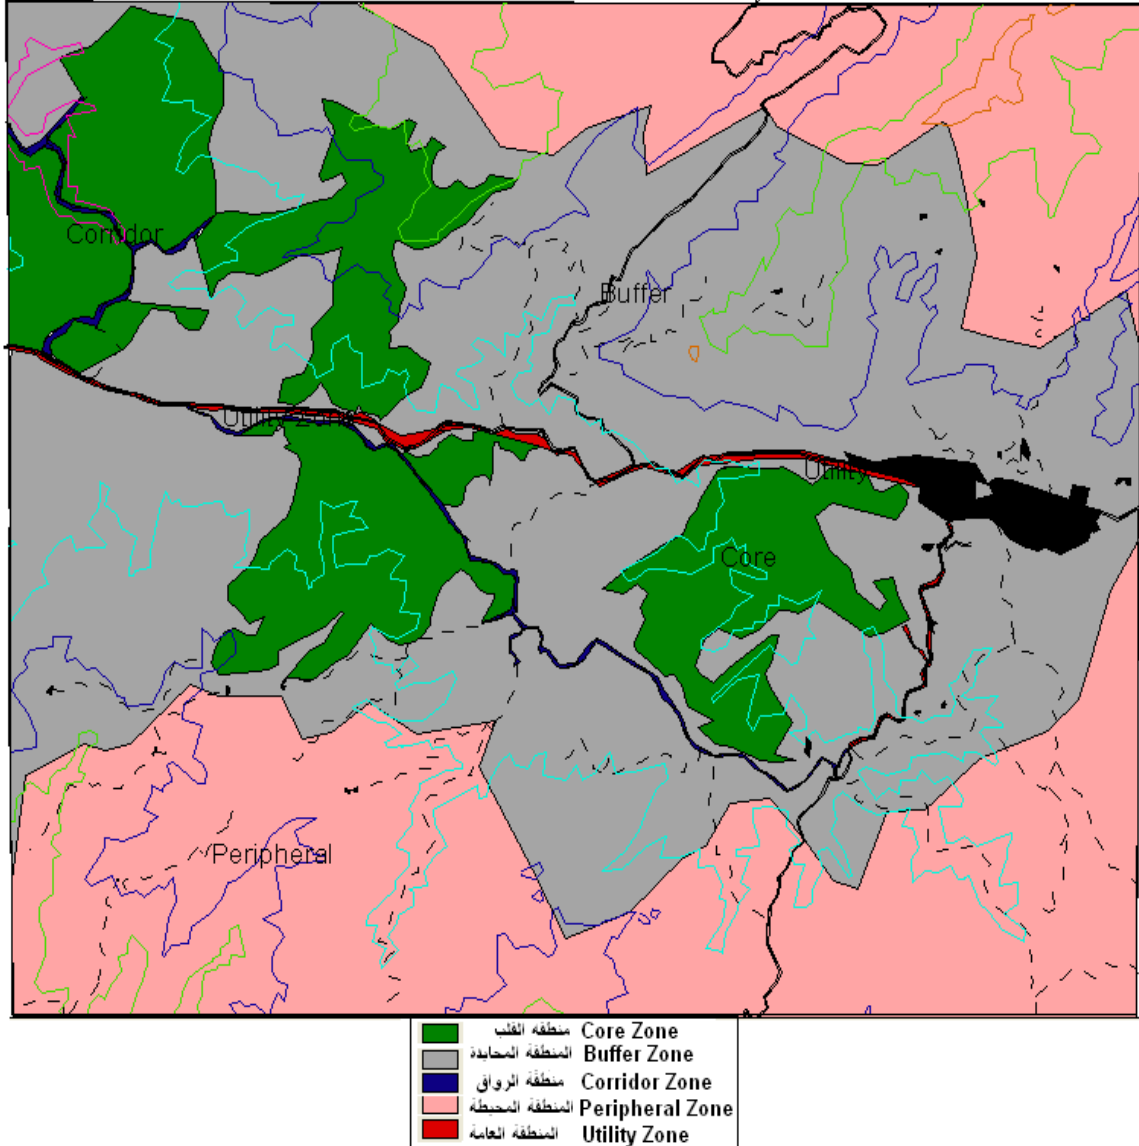 Corridor
Buffer
Utility Zone
Utility
Core
Peripheral
منطقة القلب Core Zone
المنطقة المحايدة Buffer Zone
منطقة الرواق Corridor Zone
المنطقة المحيطة Peripheral Zone
المنطقة العامة Utility Zone